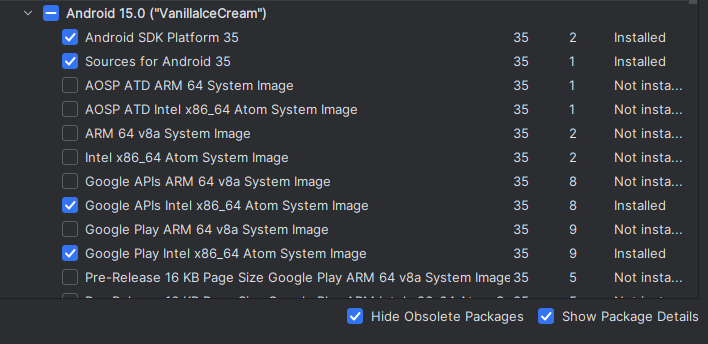 Android 15.0 ("VanillaIceCream")
Android SDK Platform 35 35 2 Installed
Sources for Android 35 35 1 Installed
AOSP ATD ARM 64 System Image 35 1 Not insta...
AOSP ATD Intel x86_64 Atom System Image 35 1 Not insta...
ARM 64 v8a System Image 35 2 Not insta...
Intel x86_64 Atom System Image 35 2 Not insta...
Google APIs ARM 64 v8a System Image 35 8 Not insta...
Google APIs Intel x86_64 Atom System Image 35 8 Installed
Google Play ARM 64 v8a System Image 35 9 Not insta...
Google Play Intel x86_64 Atom System Image 35 9 Installed
Pre-Release 16 KB Page Size Google Play ARM 64 v8a System Image 35 5 Not insta...
Hide Obsolete Packages Show Package Details